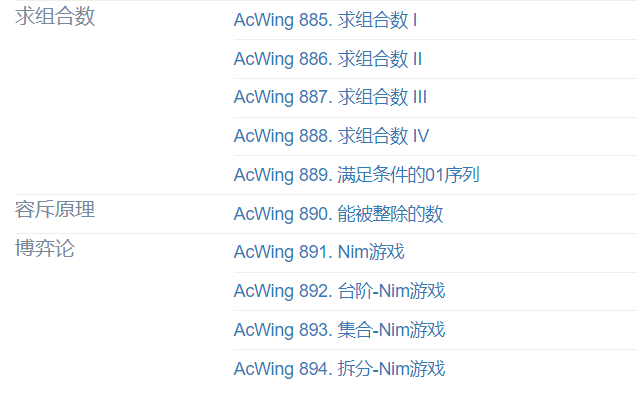 求组合数
AcWing 885. 求组合数 I
AcWing 886. 求组合数 II
AcWing 887. 求组合数 III
AcWing 888. 求组合数 IV
AcWing 889. 满足条件的01序列
容斥原理
AcWing 890. 能被整除的数
博弈论
AcWing 891. Nim游戏
AcWing 892. 台阶-Nim游戏
AcWing 893. 集合-Nim游戏
AcWing 894. 拆分-Nim游戏